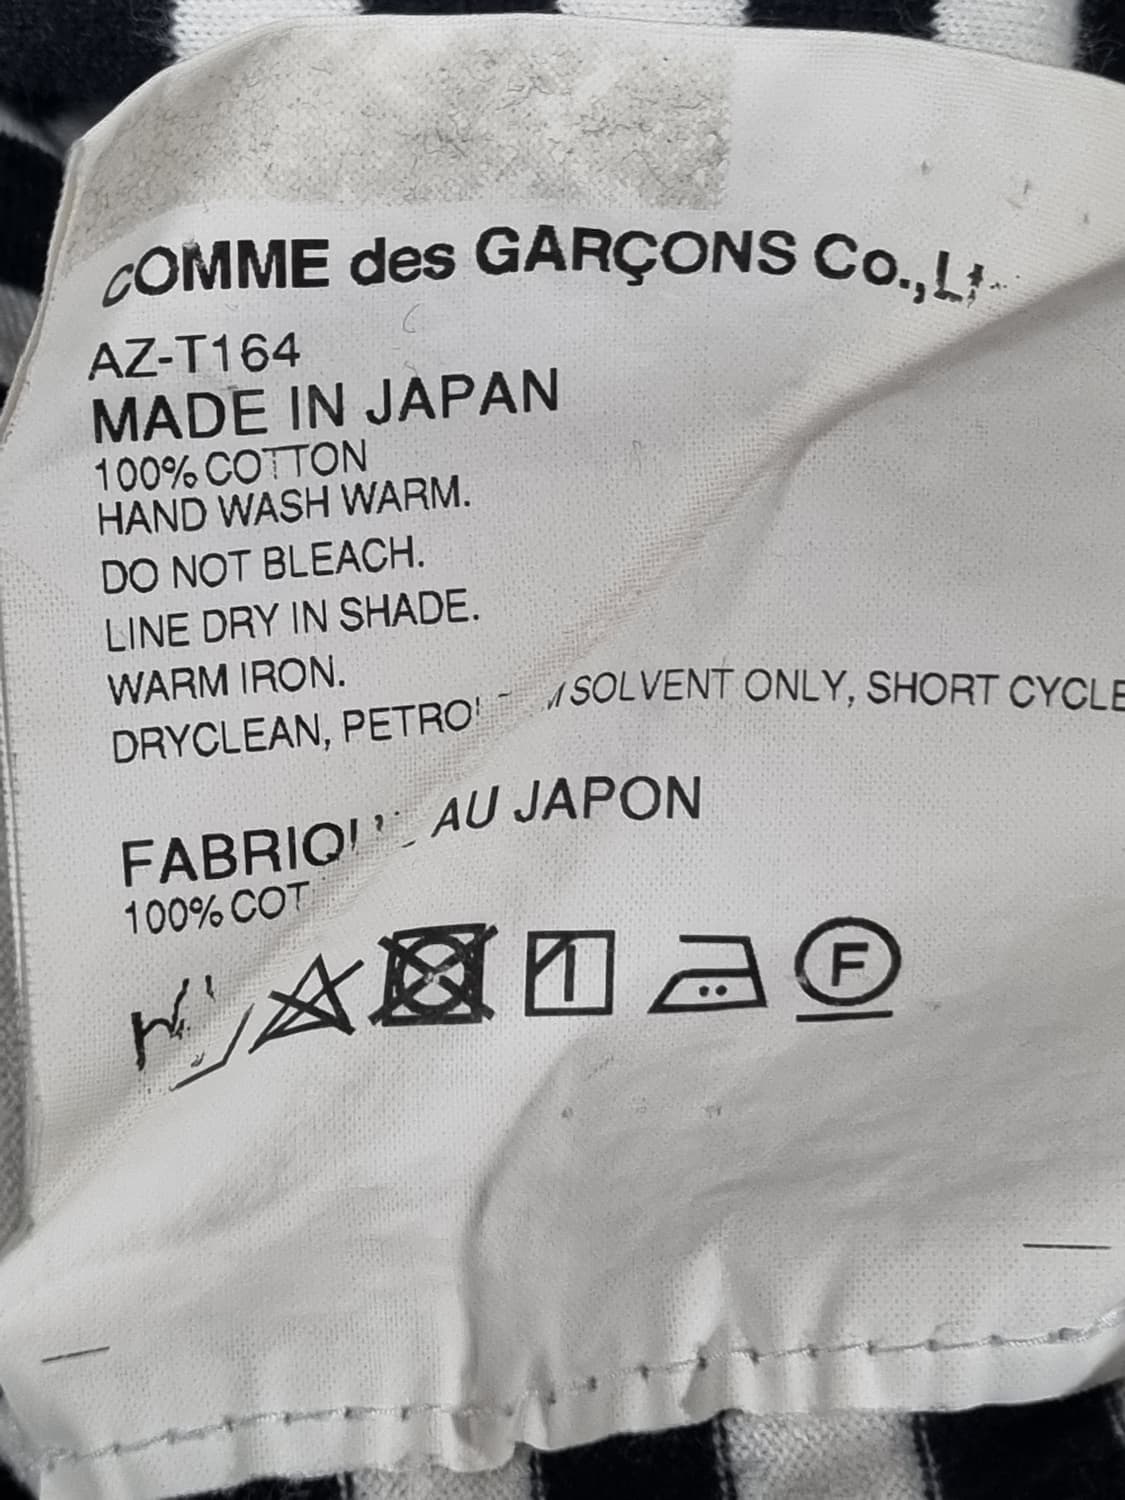 COMME des GARÇONS Co.,
AZ-T164
MADE IN JAPAN
100% COTTON
HAND WASH WARM.
DO NOT BLEACH.
LINE DRY IN SHADE.
WARM IRON.
DRYCLEAN, SOLVENT ONLY, SHORT CYCLE
AU JAPON
100% COT
F